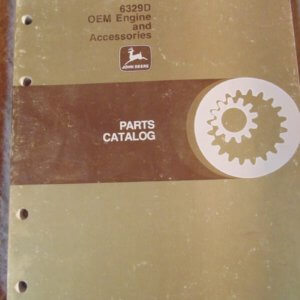 6329D
OEM Engine
and
Accessories
JOHN DEERE
PARTS
CATALOG